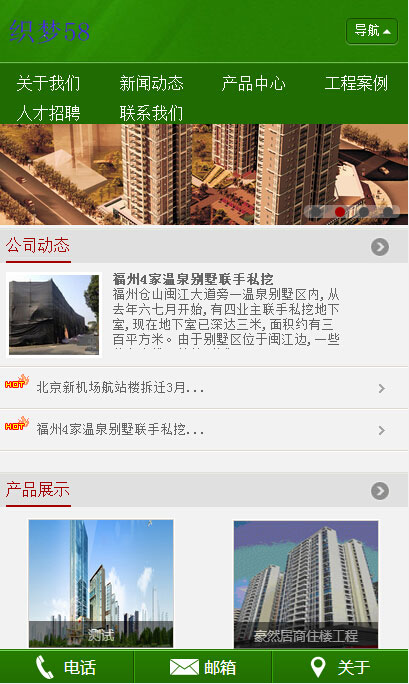 织梦58
导航
关于我们 新闻动态 产品中心 工程案例
人才招聘 联系我们
公司动态
福州4家温泉别墅联手私挖
福州仓山闽江大道旁一温泉别墅区内，从
去年六七月开始，有四业主联手私挖地下
室，现在地下室已深达三米，面积约有三
百平方米。由于别墅区位于闽江边，一些
HOT 北京新机场航站楼拆迁3月...
HOT 福州4家温泉别墅联手私挖...
产品展示
测试 豪然居商住楼工程
电话 邮箱 关于